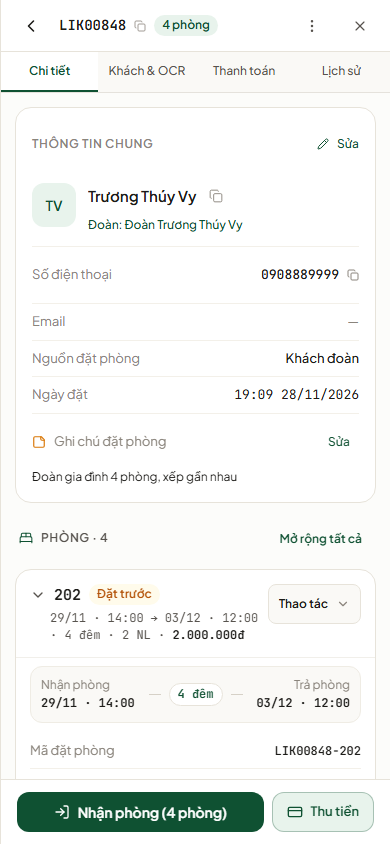 LIK00848 4 phòng
Chi tiết Khách & OCR Thanh toán Lịch sử
THÔNG TIN CHUNG Sửa
TV Trương Thúy Vy
Đoàn: Đoàn Trương Thúy Vy
Số điện thoại 0908889999
Email —
Nguồn đặt phòng Khách đoàn
Ngày đặt 19:09 28/11/2026
Ghi chú đặt phòng Sửa
Đoàn gia đình 4 phòng, xếp gần nhau
PHÒNG · 4 Mở rộng tất cả
202 Đặt trước Thao tác
29/11 · 14:00 → 03/12 · 12:00
· 4 đêm · 2 NL · 2.000.000đ
Nhận phòng Trả phòng
29/11 · 14:00 — 4 đêm — 03/12 · 12:00
Mã đặt phòng LIK00848-202
Nhận phòng (4 phòng) Thu tiền